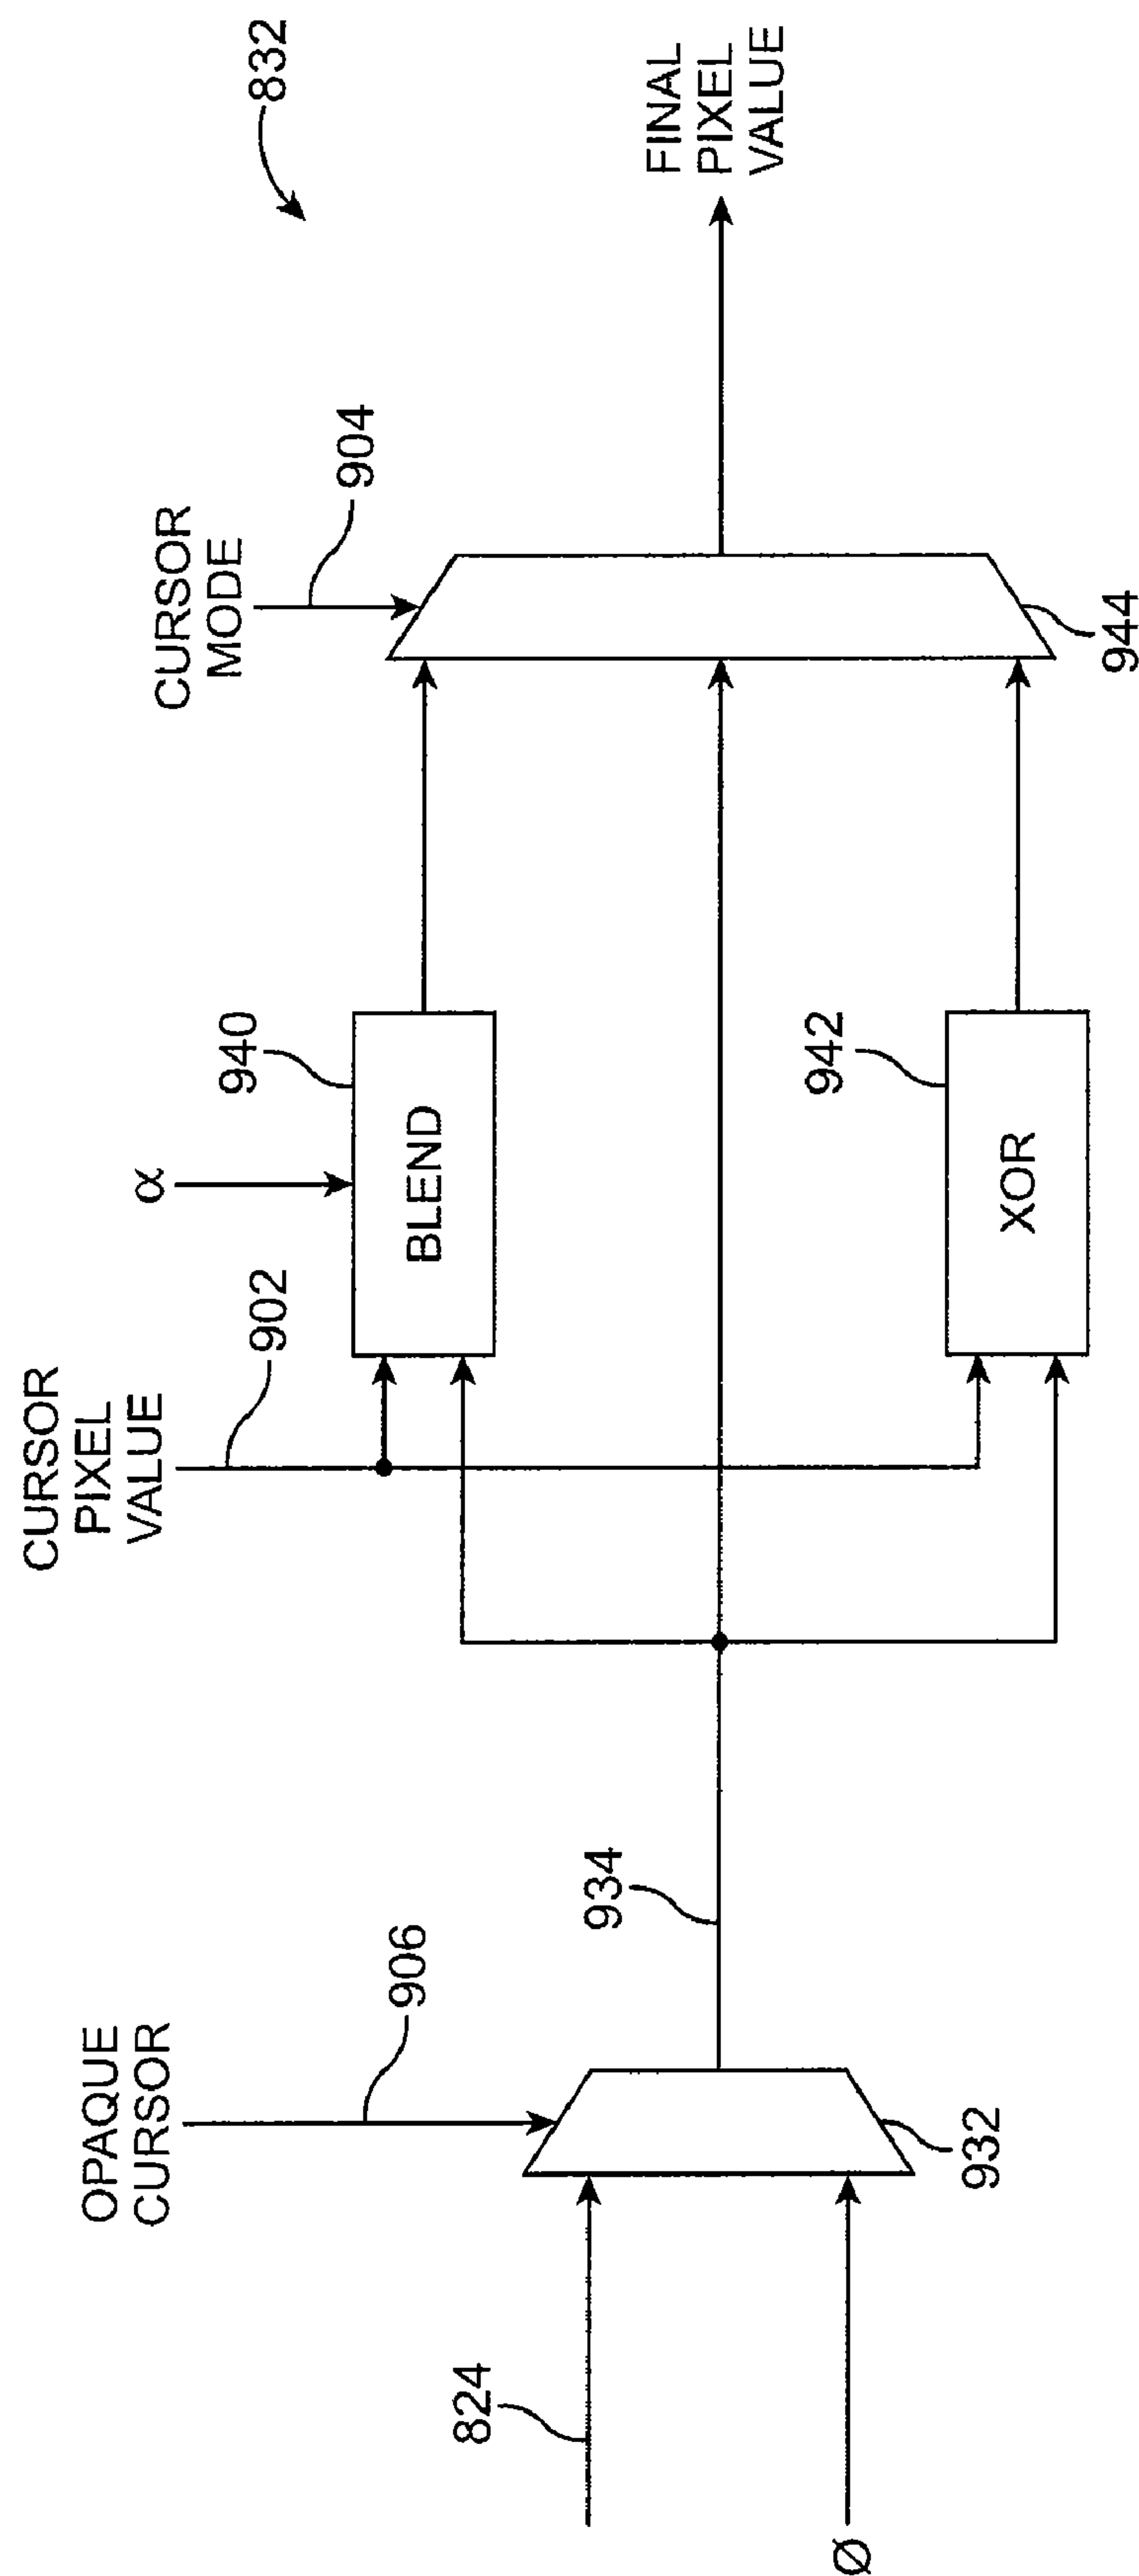 832
CURSOR
MODE
904
FINAL
PIXEL
VALUE
944
α
940
BLEND
942
XOR
CURSOR
PIXEL
VALUE
902
934
OPAQUE
CURSOR
906
932
824
Ø